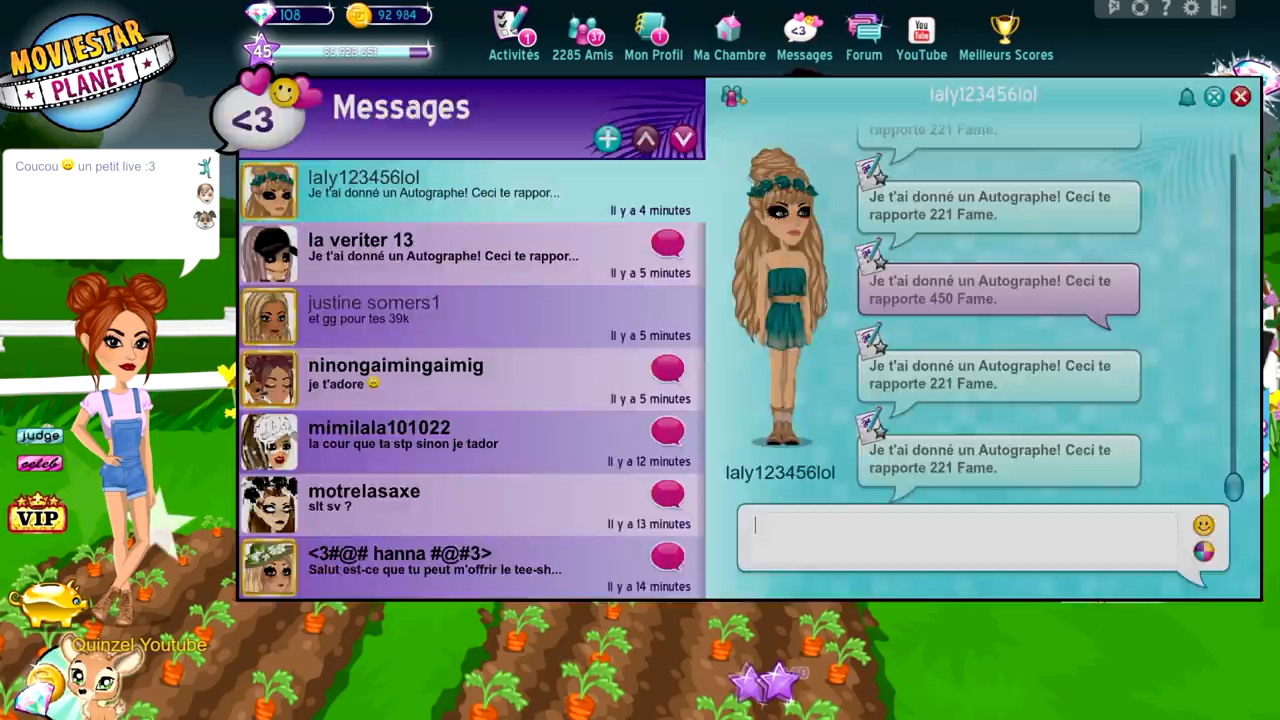 MOVIESTAR
PLANET
108
92 984
45
1
37
1
<3
You
Tube
Activités
2285 Amis
Mon Profil
Ma Chambre
Messages
Forum
YouTube
Meilleurs Scores
Coucou un petit live :3
<3
Messages
laly123456lol
Je t'ai donné un Autographe! Ceci te rappor...
Il y a 4 minutes
la veriter 13
Je t'ai donné un Autographe! Ceci te rappor...
Il y a 5 minutes
justine somers1
et gg pour tes 39k
Il y a 5 minutes
ninongaimingaimig
je t'adore
Il y a 5 minutes
mimilala101022
la cour que ta stp sinon je tador
Il y a 12 minutes
motrelasaxe
slt sv ?
Il y a 13 minutes
<3#@# hanna #@#3>
Salut est-ce que tu peut m'offrir le tee-sh...
Il y a 14 minutes
laly123456lol
rapporte 221 Fame.
Je t'ai donné un Autographe! Ceci te
rapporte 221 Fame.
Je t'ai donné un Autographe! Ceci te
rapporte 450 Fame.
Je t'ai donné un Autographe! Ceci te
rapporte 221 Fame.
Je t'ai donné un Autographe! Ceci te
rapporte 221 Fame.
laly123456lol
judge
celeb
VIP
Quinzel Youtube